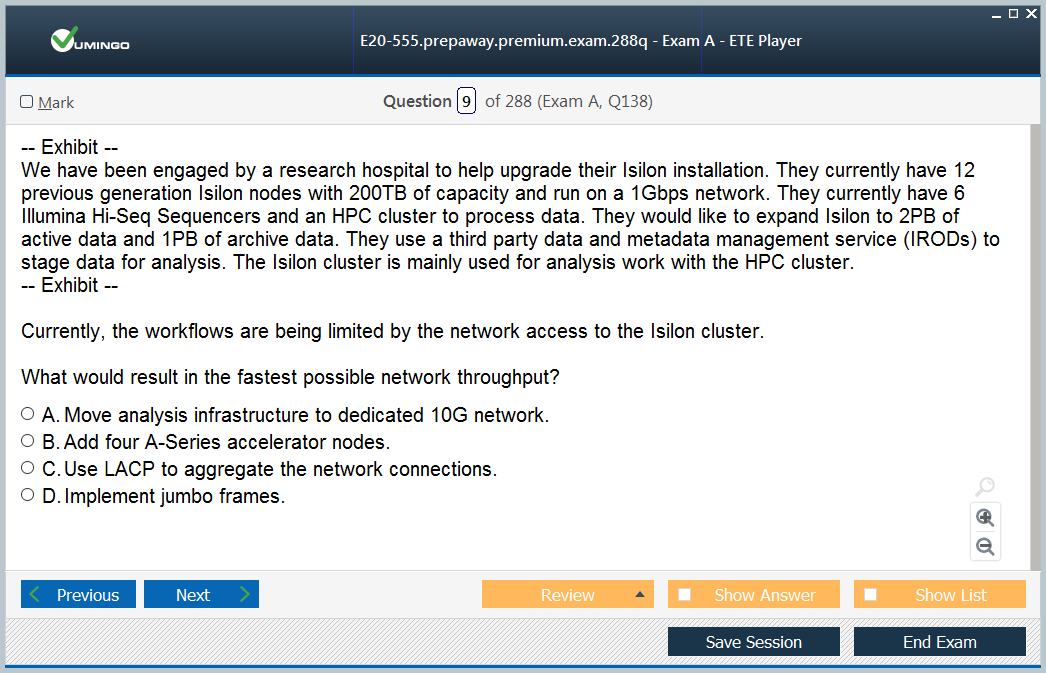 VUMINGO
E20-555.prepaway.premium.exam.288q - Exam A - ETE Player
Mark
Question 9 of 288 (Exam A, Q138)
-- Exhibit --
We have been engaged by a research hospital to help upgrade their Isilon installation. They currently have 12
previous generation Isilon nodes with 200TB of capacity and run on a 1Gbps network. They currently have 6
Illumina Hi-Seq Sequencers and an HPC cluster to process data. They would like to expand Isilon to 2PB of
active data and 1PB of archive data. They use a third party data and metadata management service (IRODs) to
stage data for analysis. The Isilon cluster is mainly used for analysis work with the HPC cluster.
-- Exhibit --
Currently, the workflows are being limited by the network access to the Isilon cluster.
What would result in the fastest possible network throughput?
A. Move analysis infrastructure to dedicated 10G network.
B. Add four A-Series accelerator nodes.
C. Use LACP to aggregate the network connections.
D. Implement jumbo frames.
Previous
Next
Review
Show Answer
Show List
Save Session
End Exam